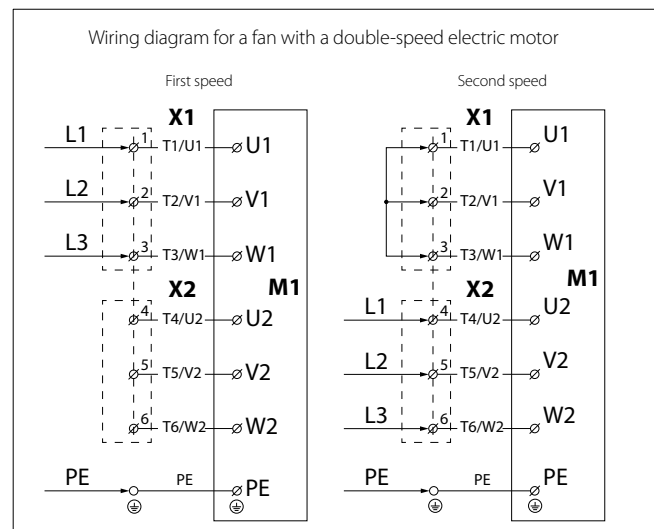 Wiring diagram for a fan with a double-speed electric motor
First speed
X1
L1 1 T1/U1 U1
L2 2 T2/V1 V1
L3 3 T3/W1 W1
X2 M1
4 T4/U2 U2
5 T5/V2 V2
6 T6/W2 W2
PE PE PE
Second speed
X1
1 T1/U1 U1
2 T2/V1 V1
3 T3/W1 W1
X2 M1
L1 4 T4/U2 U2
L2 5 T5/V2 V2
L3 6 T6/W2 W2
PE PE PE